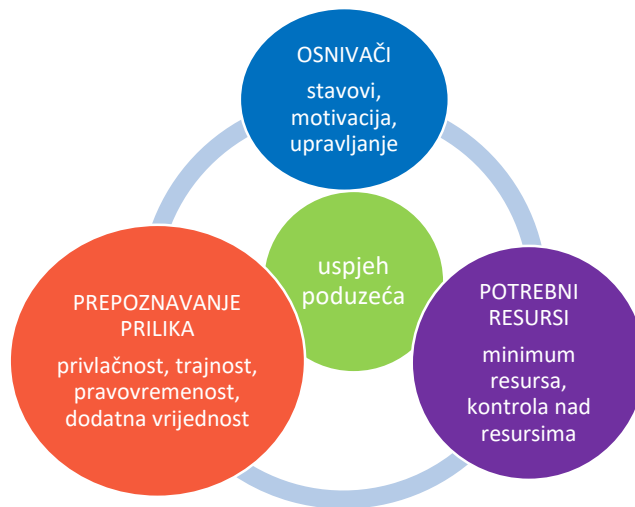 OSNIVAČI
stavovi,
motivacija,
upravljanje
uspjeh
poduzeća
PREPOZNAVANJE
PRILIKA
privlačnost, trajnost,
pravovremenost,
dodatna vrijednost
POTREBNI
RESURSI
minimum
resursa,
kontrola nad
resursima